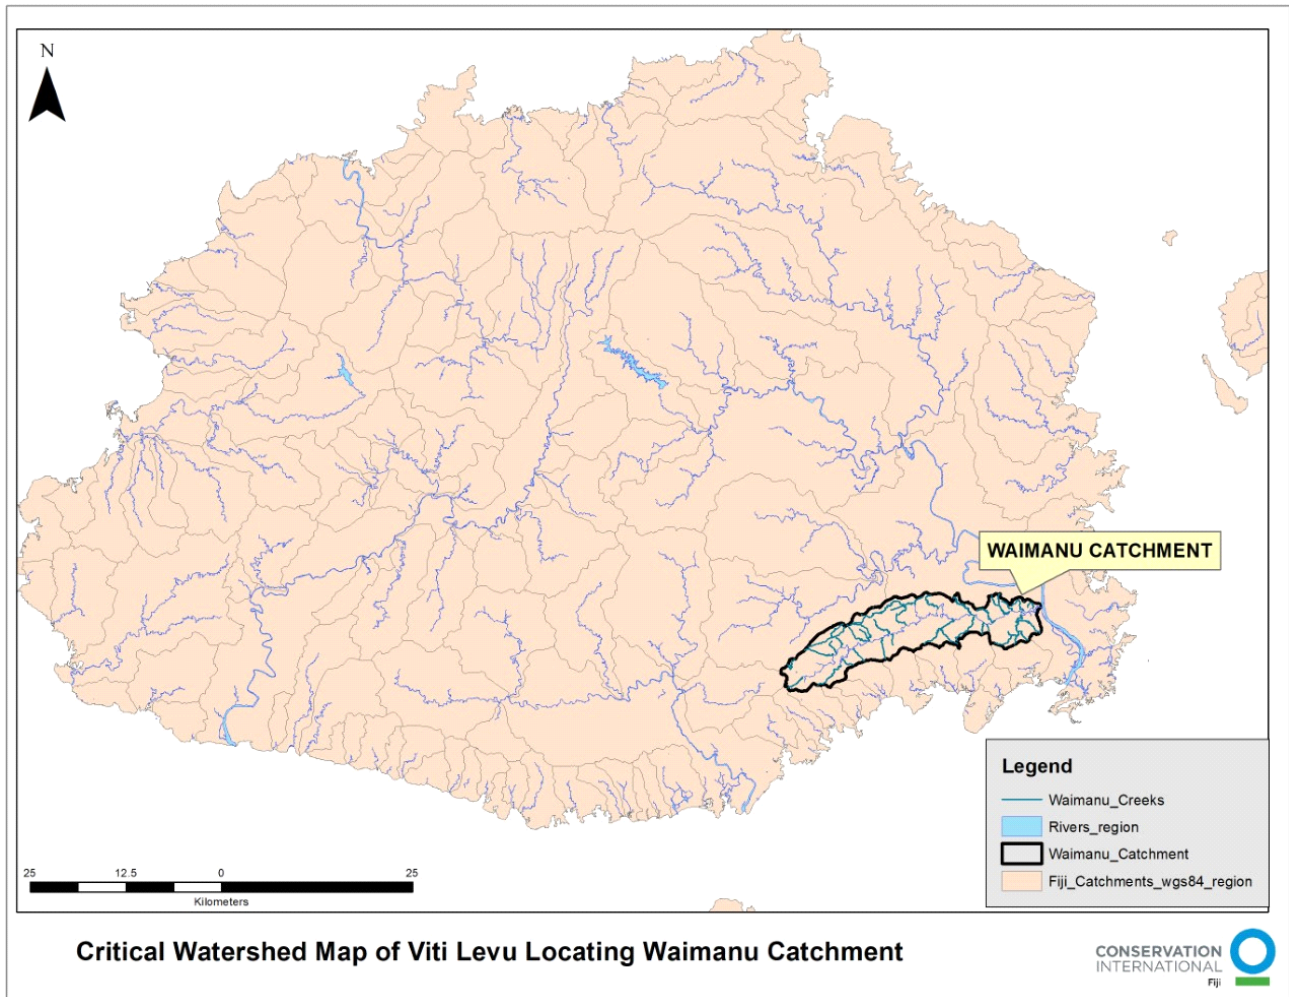 N
WAIMANU CATCHMENT
Legend
Waimanu_Creeks
Rivers_region
Waimanu_Catchment
Fiji_Catchments_wgs84_region
25 12.5 0 25
Kilometers
Critical Watershed Map of Viti Levu Locating Waimanu Catchment
CONSERVATION
INTERNATIONAL
Fiji